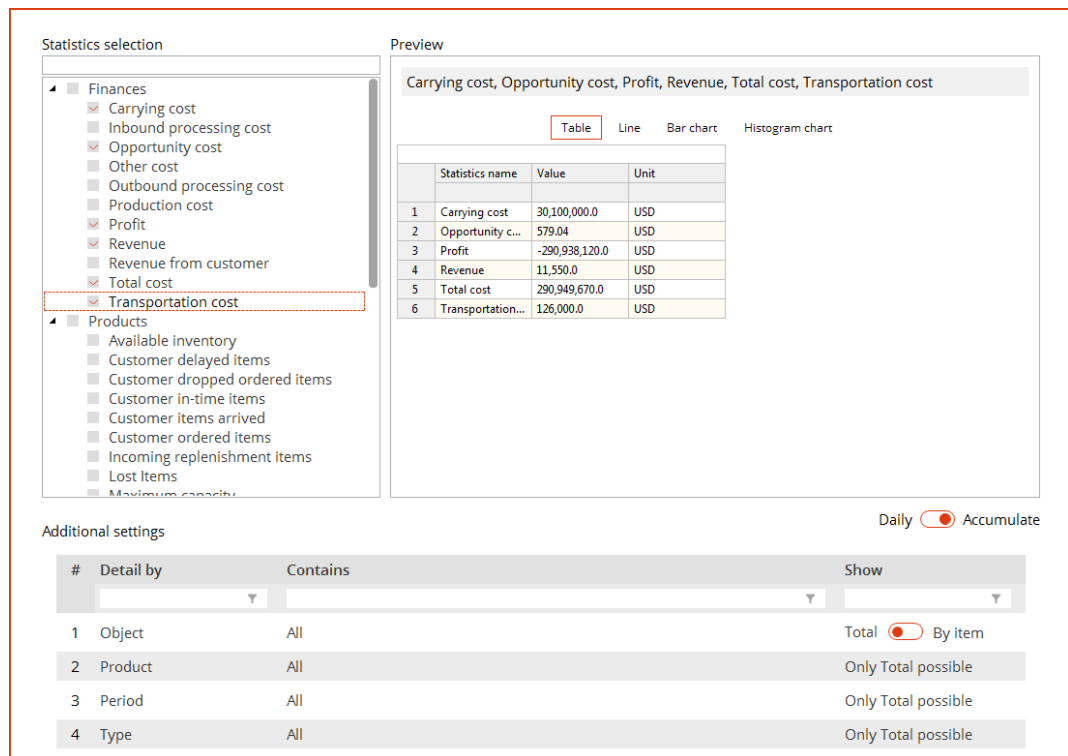 Statistics selection
Finances
Carrying cost
Inbound processing cost
Opportunity cost
Other cost
Outbound processing cost
Production cost
Profit
Revenue
Revenue from customer
Total cost
Transportation cost
Products
Available inventory
Customer delayed items
Customer dropped ordered items
Customer in-time items
Customer items arrived
Customer ordered items
Incoming replenishment items
Lost Items
Maximum capacity
Preview
Carrying cost, Opportunity cost, Profit, Revenue, Total cost, Transportation cost
Table Line Bar chart Histogram chart
Statistics name Value Unit
1 Carrying cost 30,100,000.0 USD
2 Opportunity c... 579.04 USD
3 Profit -290,938,120.0 USD
4 Revenue 11,550.0 USD
5 Total cost 290,949,670.0 USD
6 Transportation... 126,000.0 USD
Daily Accumulate
Additional settings
# Detail by Contains Show
1 Object All Total By item
2 Product All Only Total possible
3 Period All Only Total possible
4 Type All Only Total possible